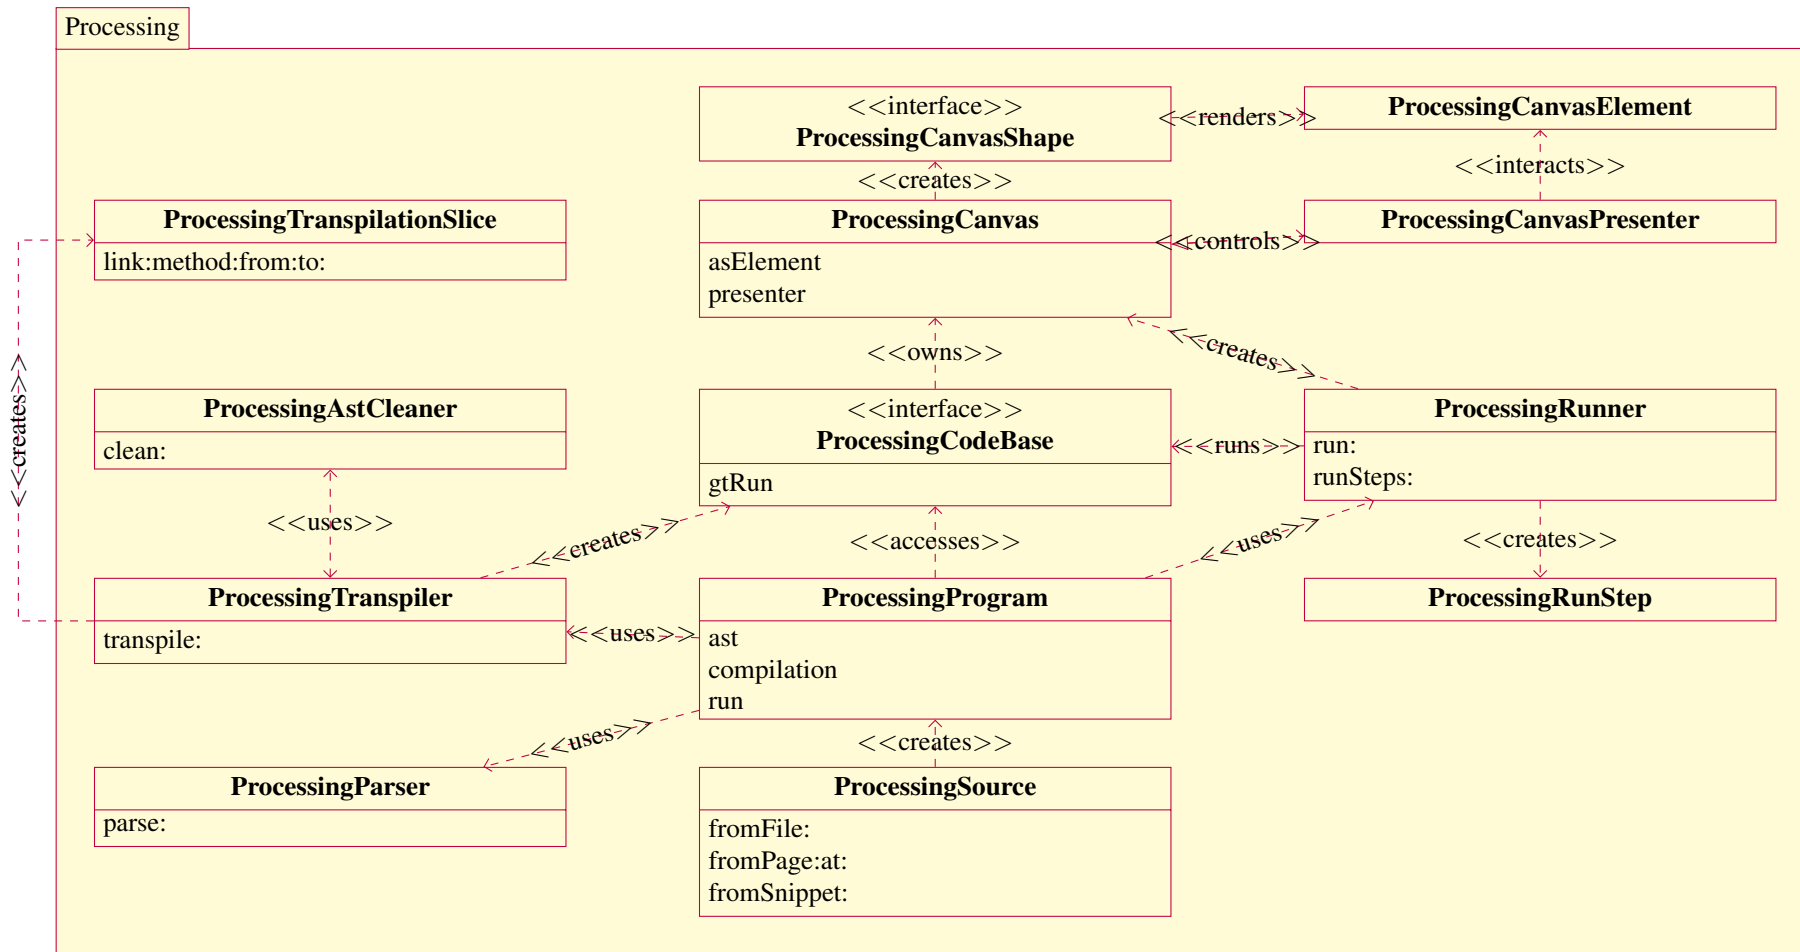 Processing
<<interface>>
ProcessingCanvasShape
<<renders>>
ProcessingCanvasElement
<<creates>>
<<interacts>>
ProcessingTranspilationSlice
link:method:from:to:
ProcessingCanvas
asElement
presenter
<<controls>>
ProcessingCanvasPresenter
<<owns>>
<<creates>>
<<creates>>
ProcessingAstCleaner
clean:
<<interface>>
ProcessingCodeBase
gtRun
<<runs>>
ProcessingRunner
run:
runSteps:
<<uses>>
<<creates>>
<<accesses>>
<<uses>>
<<creates>>
ProcessingTranspiler
transpile:
<<uses>>
ProcessingProgram
ast
compilation
run
ProcessingRunStep
<<uses>>
<<creates>>
ProcessingParser
parse:
ProcessingSource
fromFile:
fromPage:at:
fromSnippet: